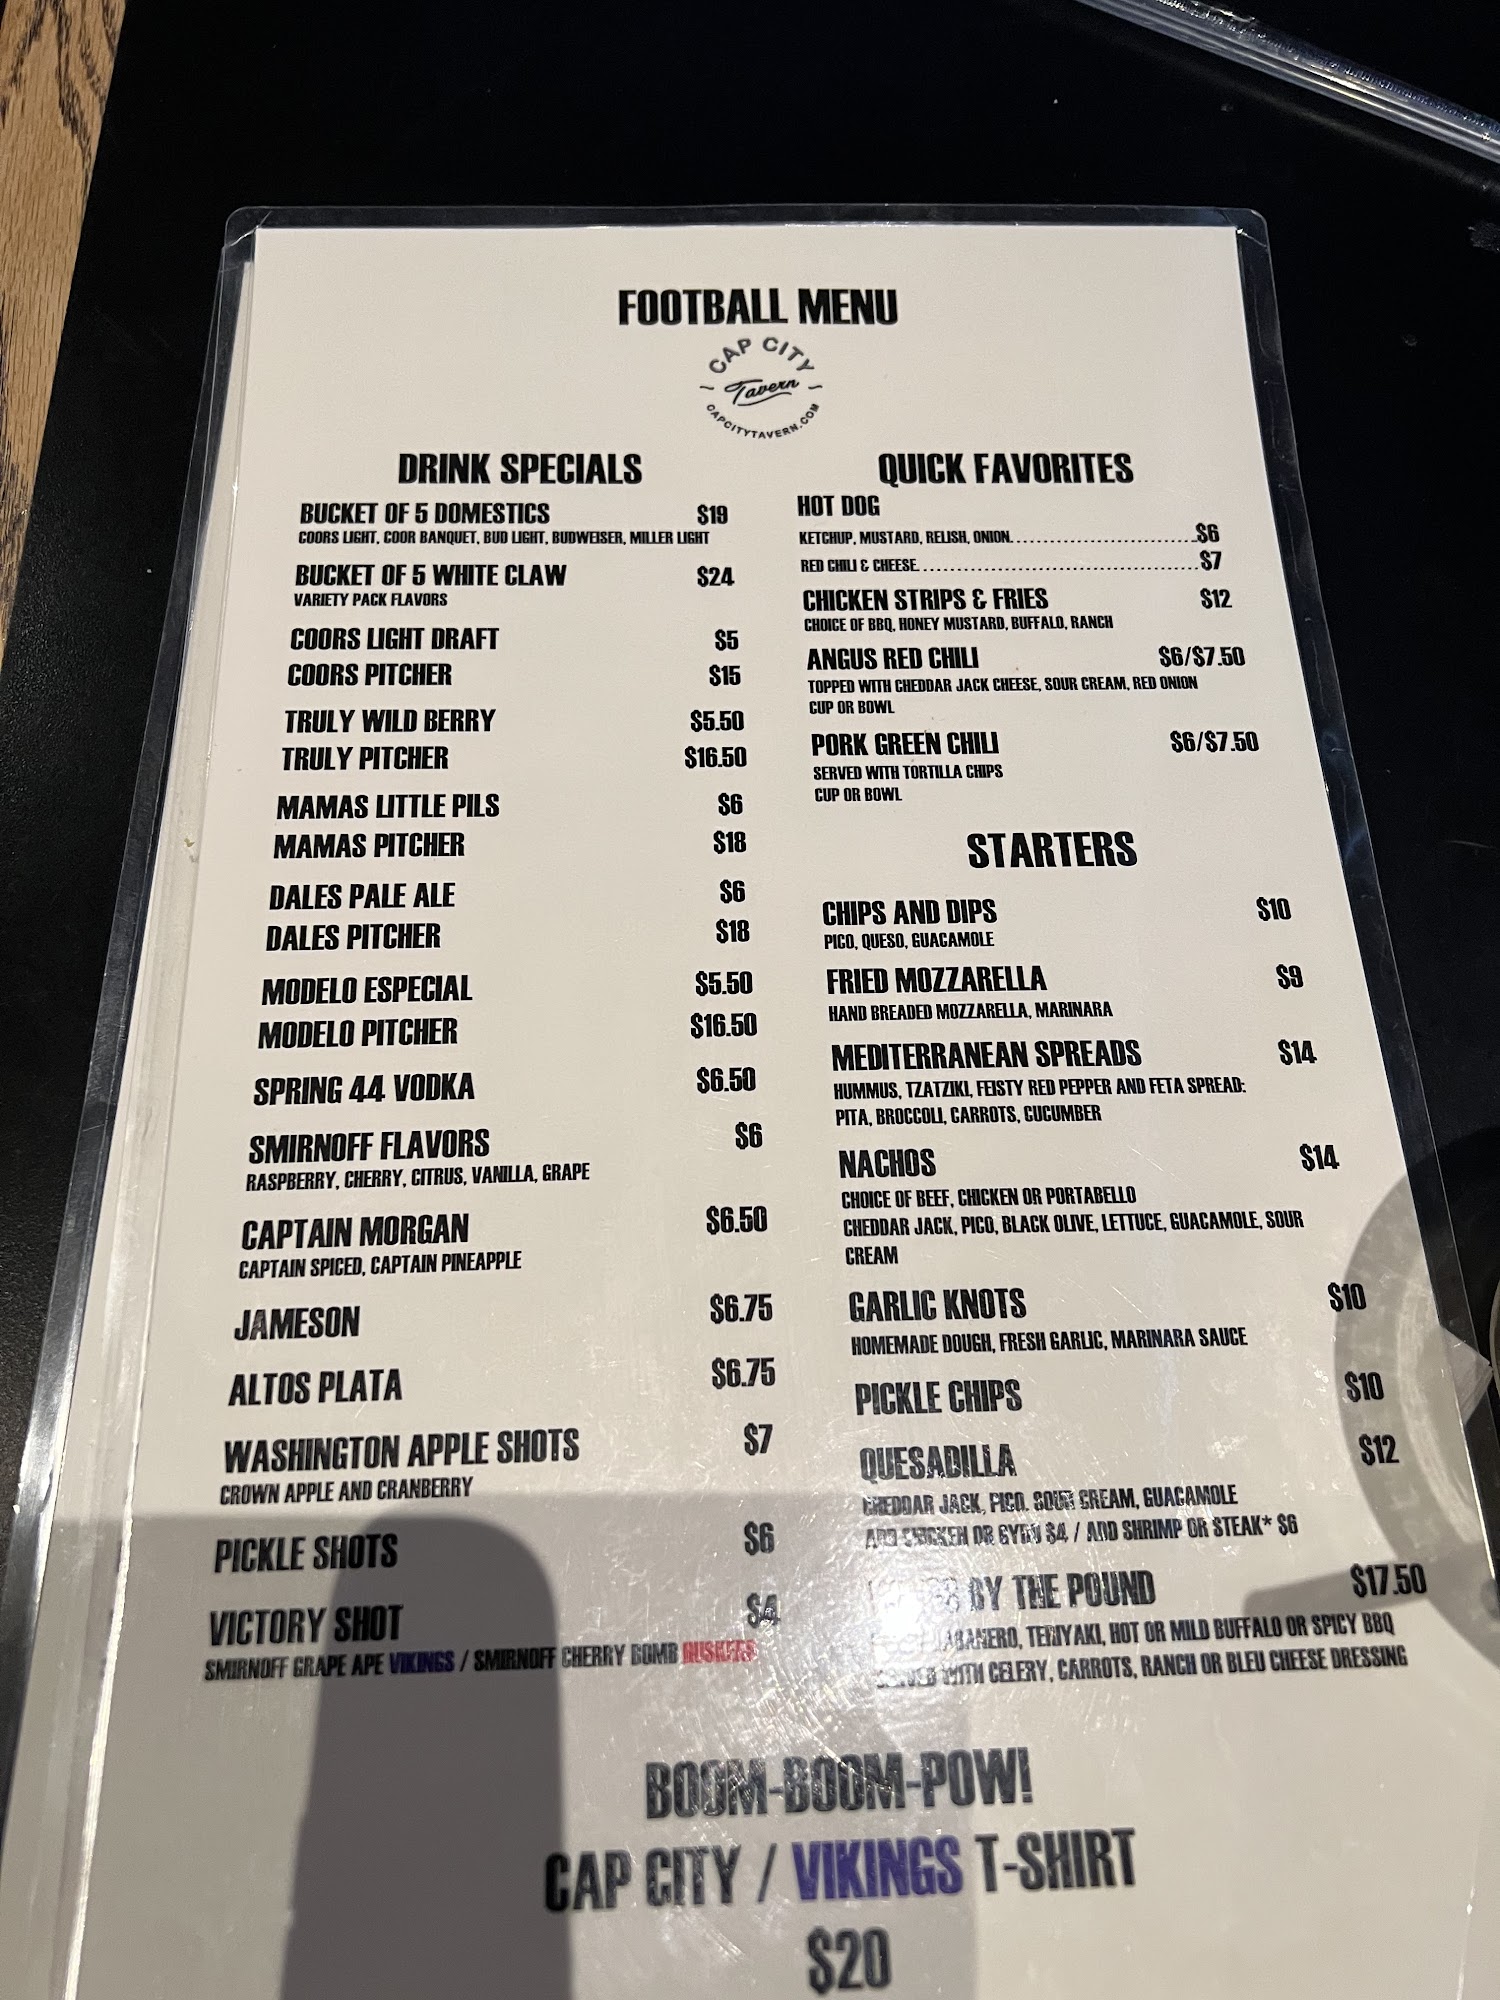 FOOTBALL MENU
CAP CITY
Tavern
CAPCITYTAVERN.COM
DRINK SPECIALS
BUCKET OF 5 DOMESTICS $19
COORS LIGHT, COOR BANQUET, BUD LIGHT, BUDWEISER, MILLER LIGHT
BUCKET OF 5 WHITE CLAW $24
VARIETY PACK FLAVORS
COORS LIGHT DRAFT $5
COORS PITCHER $15
TRULY WILD BERRY $5.50
TRULY PITCHER $16.50
MAMAS LITTLE PILS $6
MAMAS PITCHER $18
DALES PALE ALE $6
DALES PITCHER $18
MODELO ESPECIAL $5.50
MODELO PITCHER $16.50
SPRING 44 VODKA $6.50
SMIRNOFF FLAVORS $6
RASPBERRY, CHERRY, CITRUS, VANILLA, GRAPE
CAPTAIN MORGAN $6.50
CAPTAIN SPICED, CAPTAIN PINEAPPLE
JAMESON $6.75
ALTOS PLATA $6.75
WASHINGTON APPLE SHOTS $7
CROWN APPLE AND CRANBERRY
PICKLE SHOTS $6
VICTORY SHOT $4
SMIRNOFF GRAPE APE VIKINGS / SMIRNOFF CHERRY BOMB HUSKERS
QUICK FAVORITES
HOT DOG
KETCHUP, MUSTARD, RELISH, ONION..............................$6
RED CHILI & CHEESE.............................................$7
CHICKEN STRIPS & FRIES $12
CHOICE OF BBQ, HONEY MUSTARD, BUFFALO, RANCH
ANGUS RED CHILI $6/$7.50
TOPPED WITH CHEDDAR JACK CHEESE, SOUR CREAM, RED ONION
CUP OR BOWL
PORK GREEN CHILI $6/$7.50
SERVED WITH TORTILLA CHIPS
CUP OR BOWL
STARTERS
CHIPS AND DIPS $10
PICO, QUESO, GUACAMOLE
FRIED MOZZARELLA $9
HAND BREADED MOZZARELLA, MARINARA
MEDITERRANEAN SPREADS $14
HUMMUS, TZATZIKI, FEISTY RED PEPPER AND FETA SPREAD:
PITA, BROCCOLI, CARROTS, CUCUMBER
NACHOS $14
CHOICE OF BEEF, CHICKEN OR PORTABELLO
CHEDDAR JACK, PICO, BLACK OLIVE, LETTUCE, GUACAMOLE, SOUR
CREAM
GARLIC KNOTS $10
HOMEMADE DOUGH, FRESH GARLIC, MARINARA SAUCE
PICKLE CHIPS $10
QUESADILLA $12
CHEDDAR JACK, PICO, SOUR CREAM, GUACAMOLE
ADD CHICKEN OR GYRO $4 / ADD SHRIMP OR STEAK* $6
BY THE POUND $17.50
TERIYAKI, HOT OR MILD BUFFALO OR SPICY BBQ
SERVED WITH CELERY, CARROTS, RANCH OR BLEU CHEESE DRESSING
BOOM-BOOM-POW!
CAP CITY / VIKINGS T-SHIRT
$20